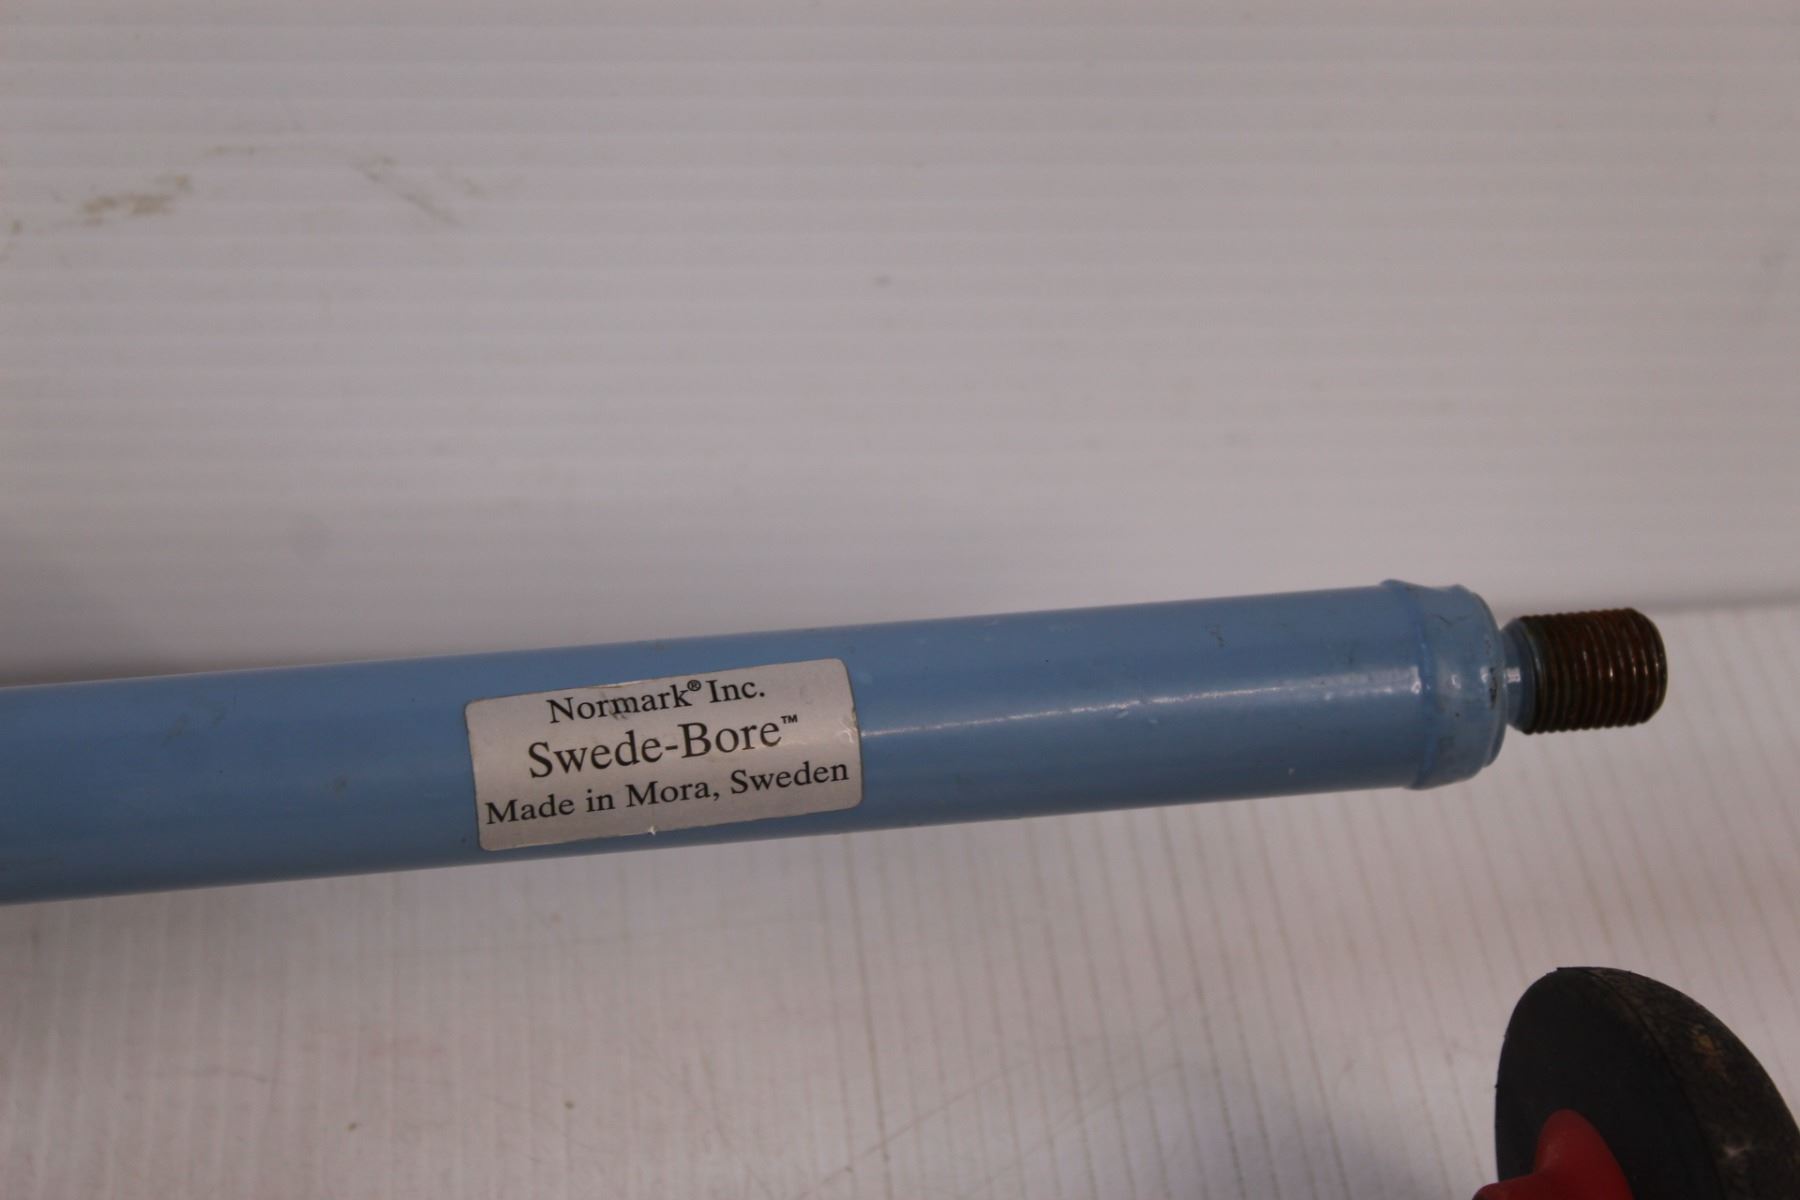 Normark® Inc.
Swede-Bore™
Made in Mora, Sweden